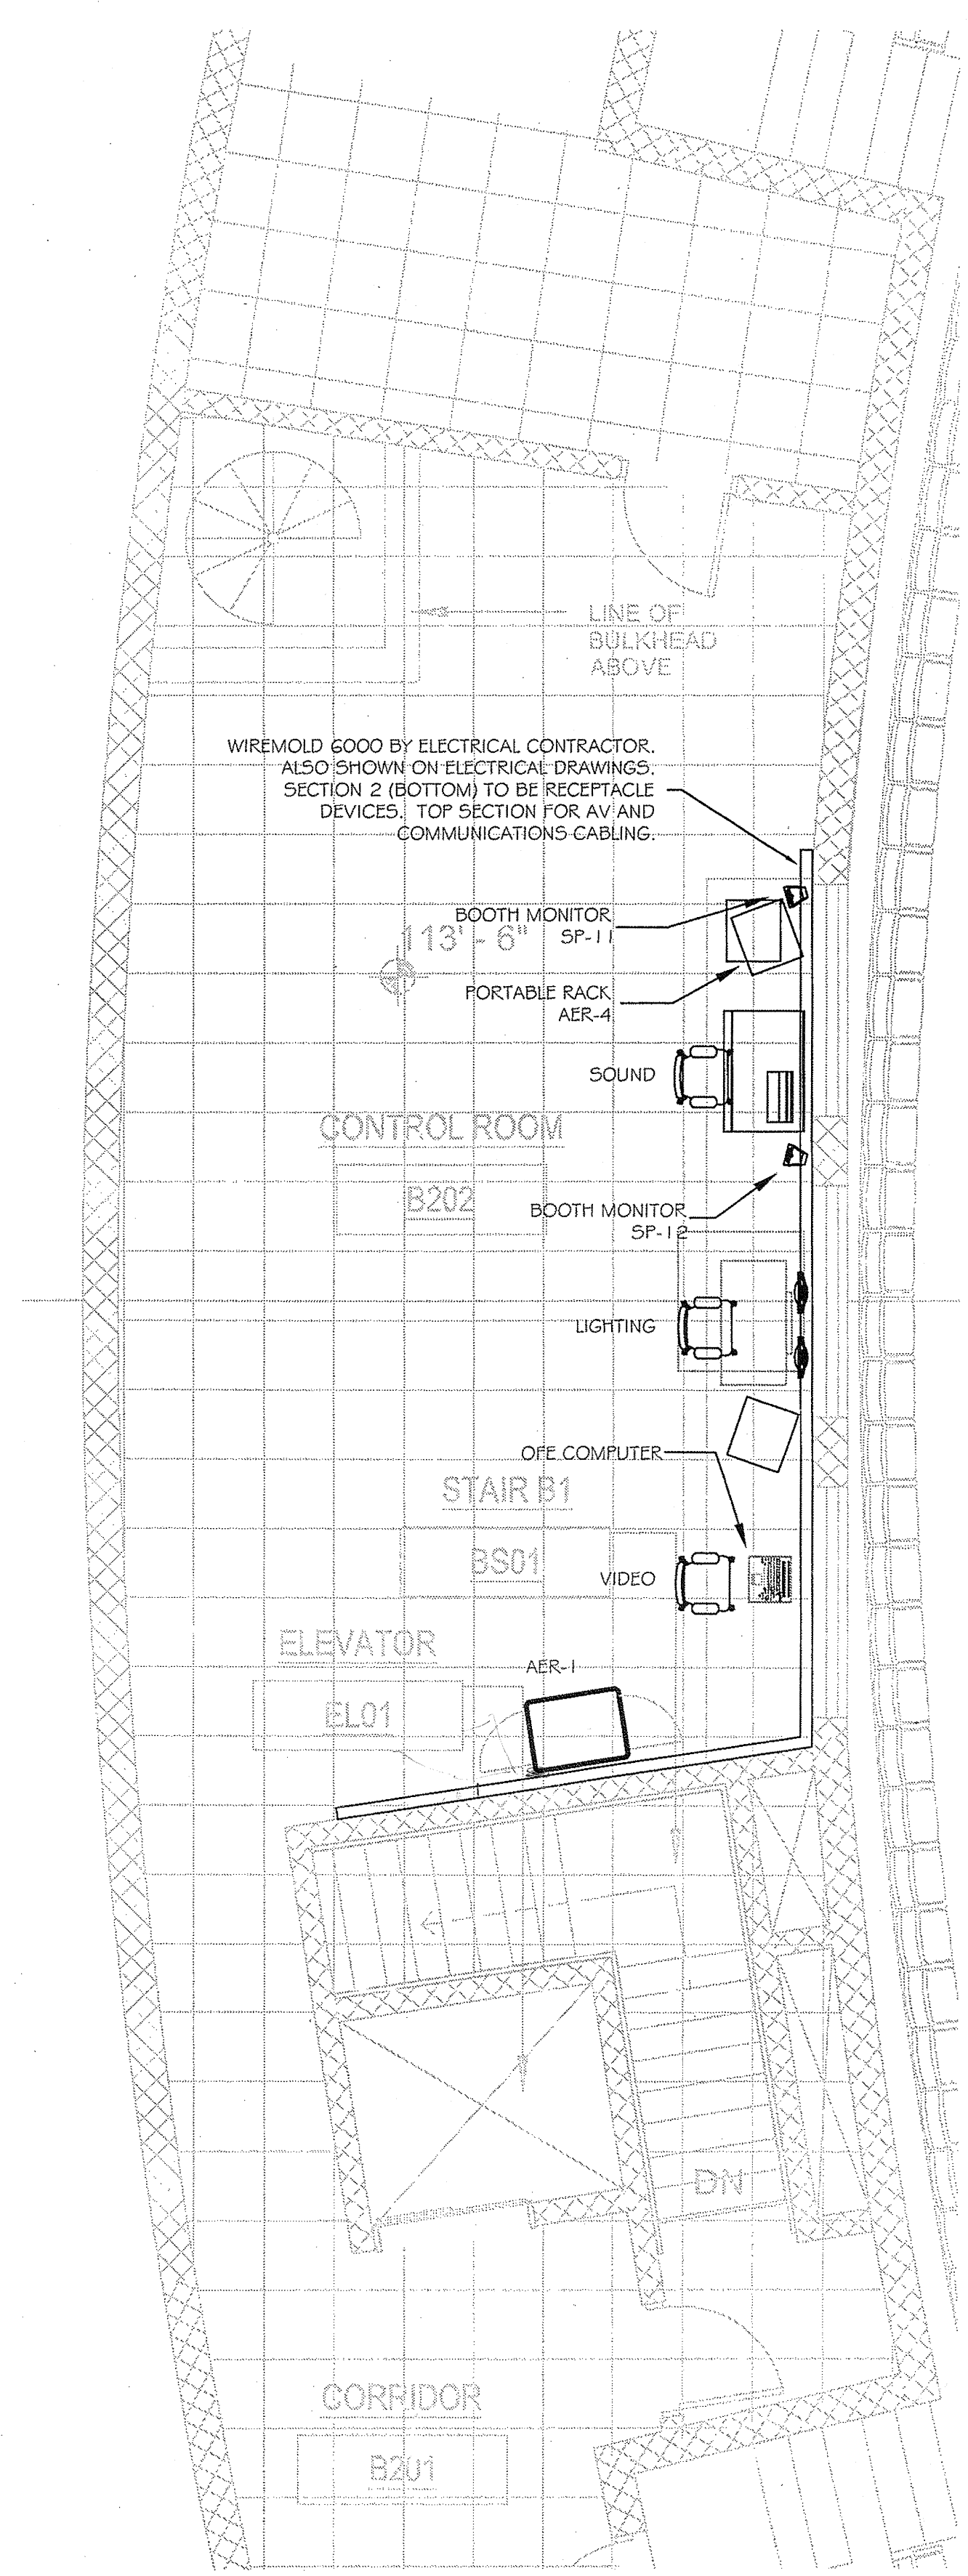 LINE OF
BULKHEAD
ABOVE
WIREMOLD 6000 BY ELECTRICAL CONTRACTOR.
ALSO SHOWN ON ELECTRICAL DRAWINGS.
SECTION 2 (BOTTOM) TO BE RECEPTACLE
DEVICES. TOP SECTION FOR AV AND
COMMUNICATIONS CABLING.
BOOTH MONITOR
SP-11
113' - 6"
PORTABLE RACK
AER-4
SOUND
CONTROL ROOM
B202
BOOTH MONITOR
SP-12
LIGHTING
OFE COMPUTER
STAIR B1
BS01
VIDEO
ELEVATOR
EL01
AER-1
DN
CORRIDOR
B201